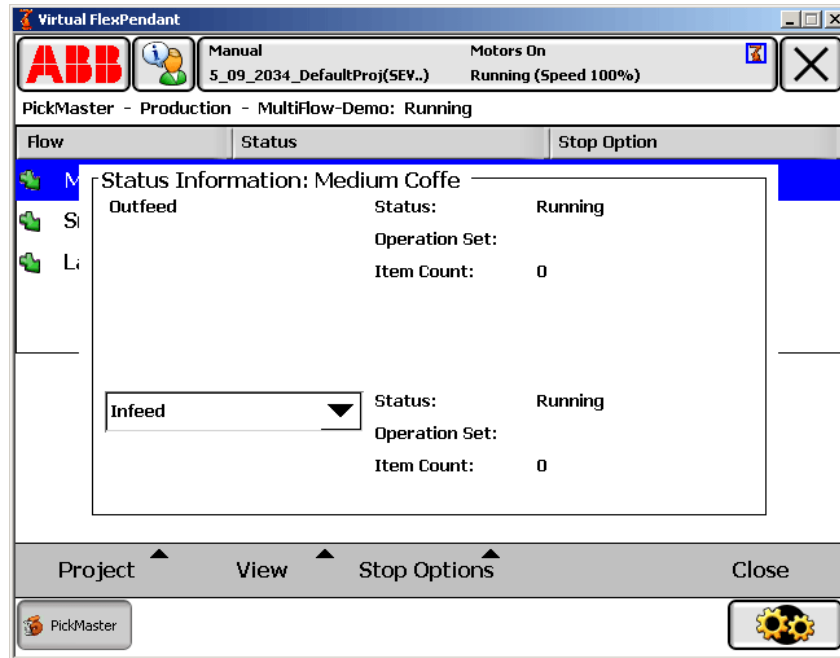 Virtual FlexPendant
ABB
Manual
Motors On
5_09_2034_DefaultProj(SEV..)
Running (Speed 100%)
PickMaster - Production - MultiFlow-Demo: Running
Flow
Status
Stop Option
M
Status Information: Medium Coffe
Outfeed
Status:
Running
Operation Set:
Item Count:
0
Infeed
Status:
Running
Operation Set:
Item Count:
0
Project
View
Stop Options
Close
PickMaster